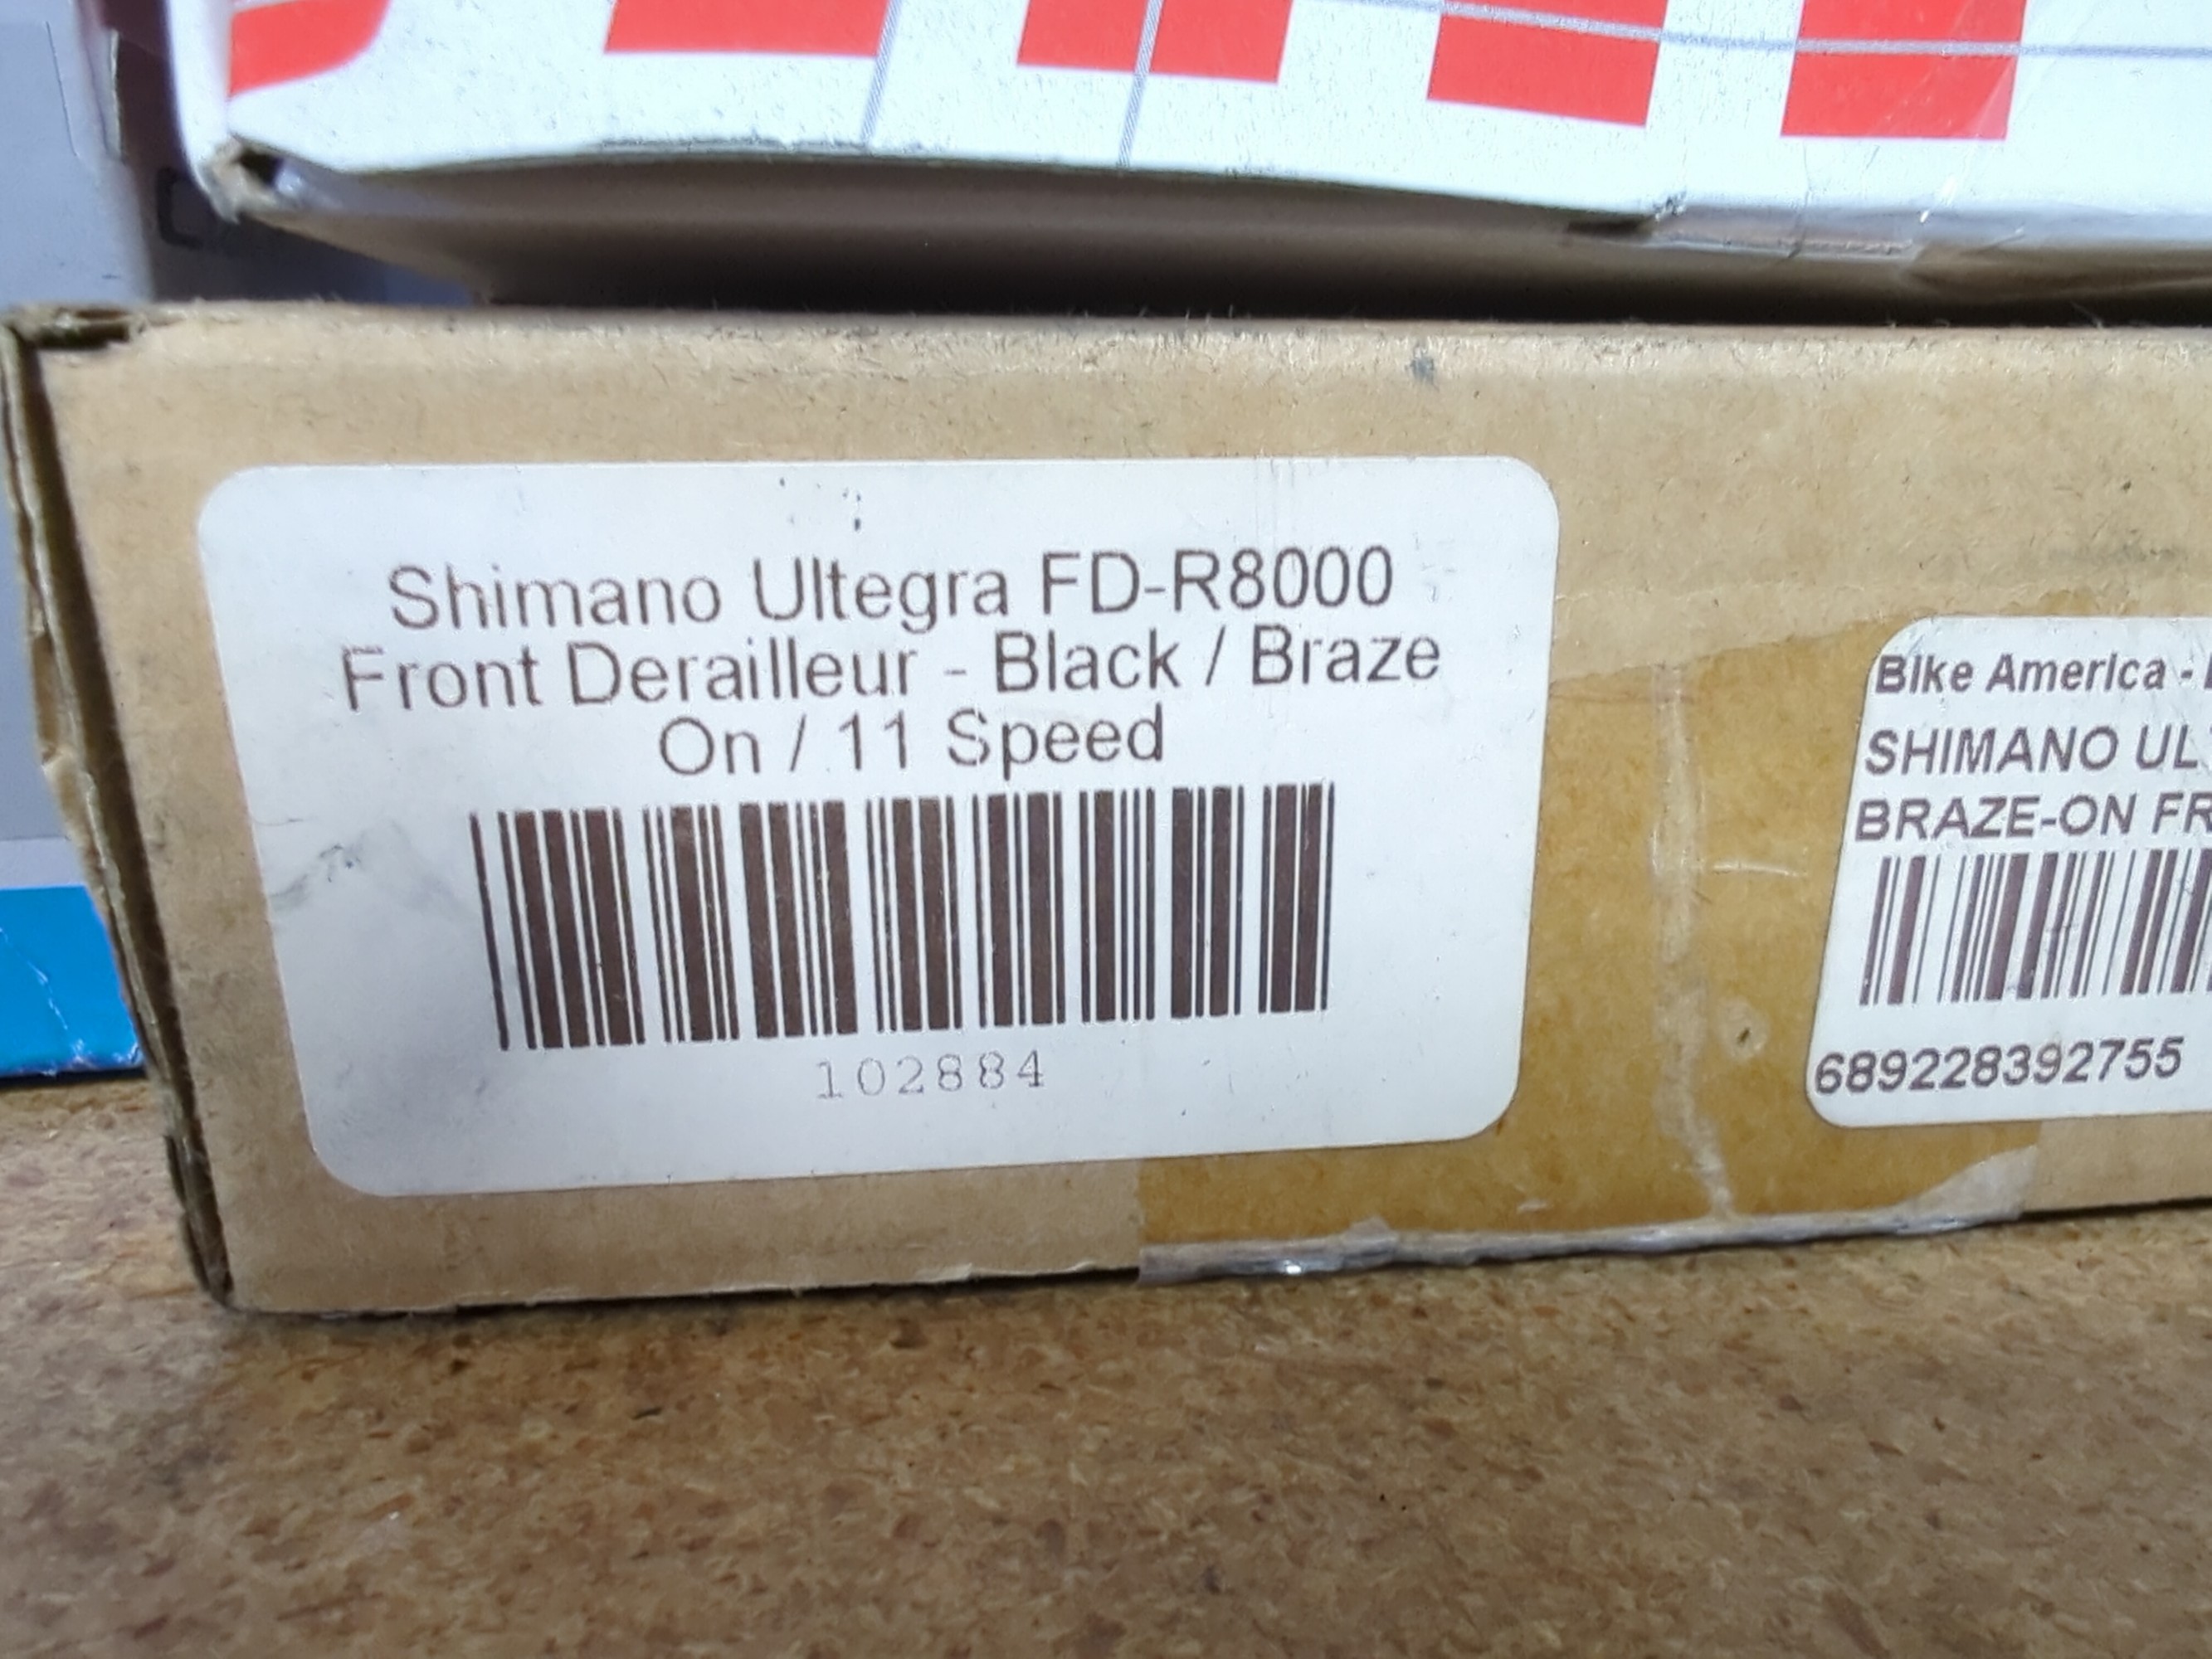 Shimano Ultegra FD-R8000
Front Derailleur - Black / Braze
On / 11 Speed
102884
Bike America -
SHIMANO UL
BRAZE-ON FR
689228392755